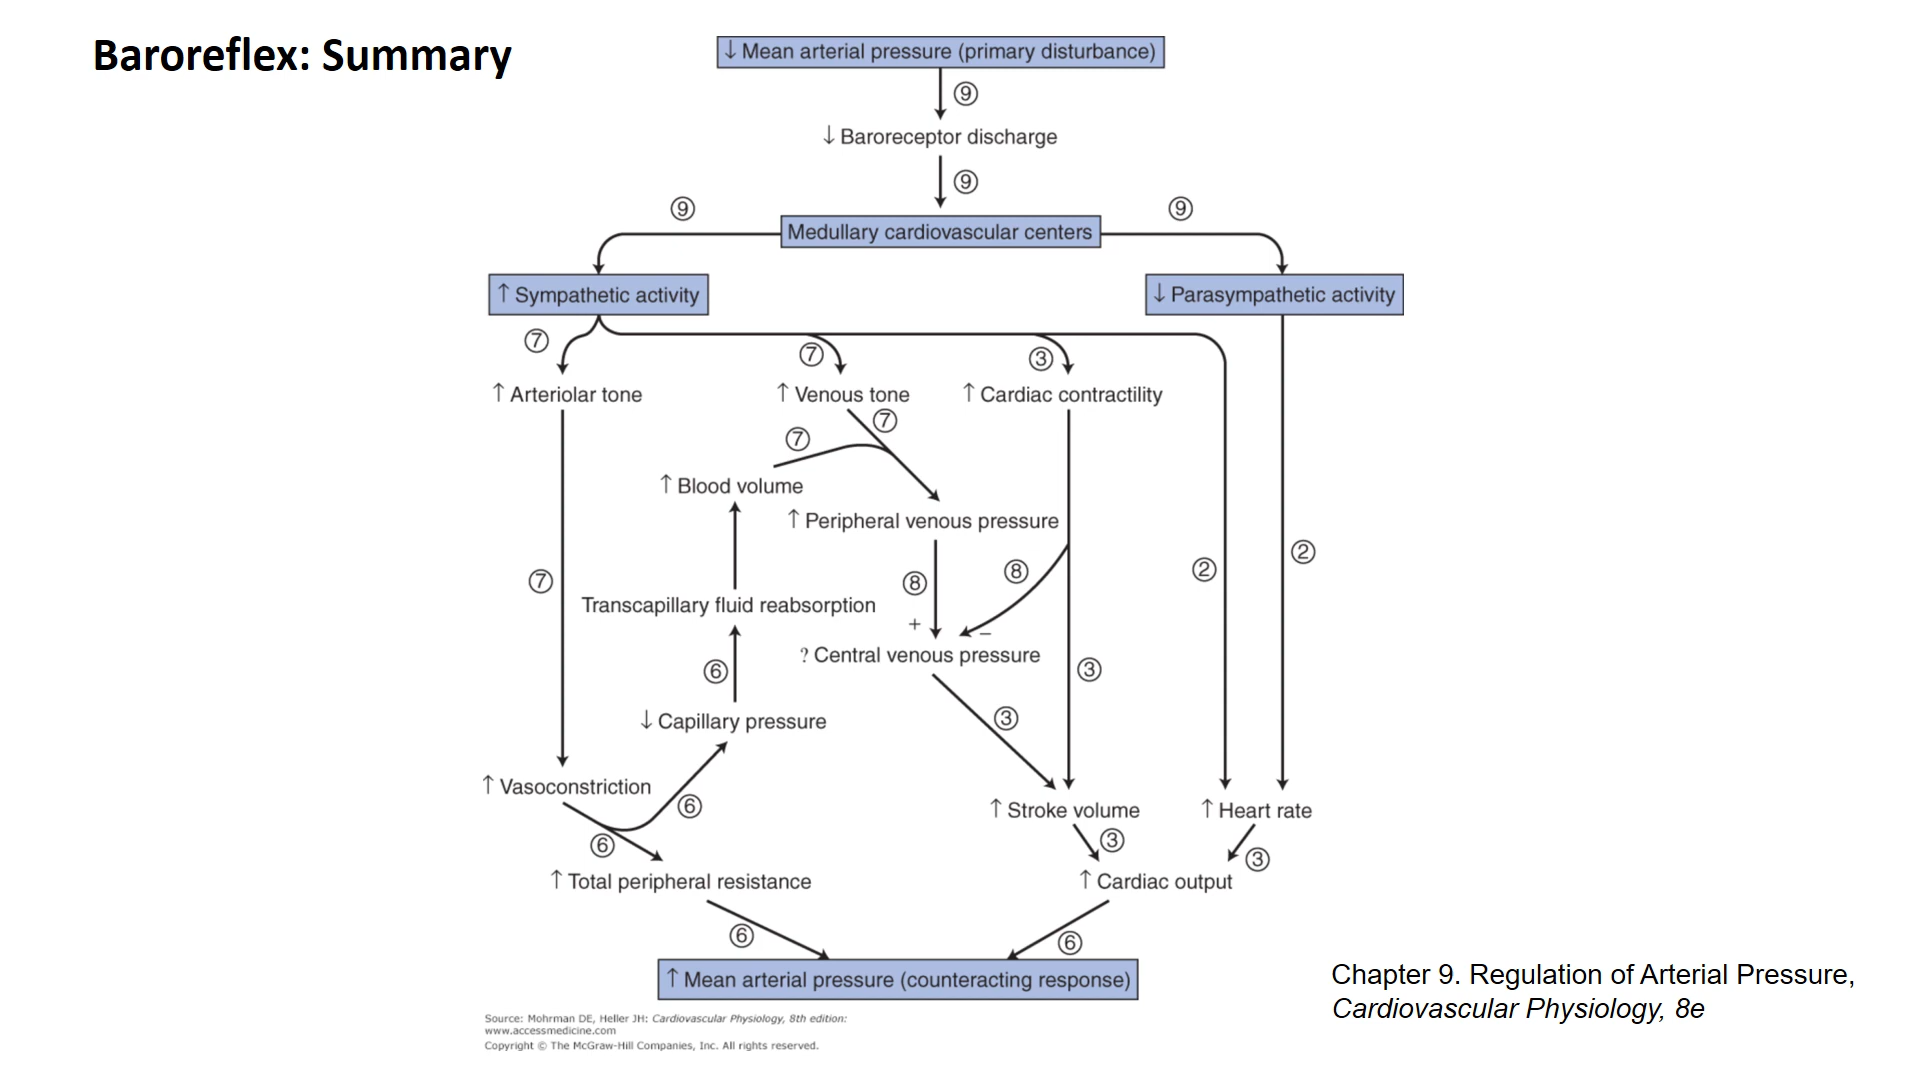 Baroreflex: Summary
↓ Mean arterial pressure (primary disturbance)
⑨
↓ Baroreceptor discharge
⑨
⑨
⑨
Medullary cardiovascular centers
↑ Sympathetic activity
↓ Parasympathetic activity
⑦
⑦
③
↑ Arteriolar tone
↑ Venous tone
↑ Cardiac contractility
⑦
⑦
↑ Blood volume
↑ Peripheral venous pressure
⑦
⑧
⑧
②
②
Transcapillary fluid reabsorption
+
−
? Central venous pressure
⑥
③
③
↓ Capillary pressure
↑ Vasoconstriction
⑥
↑ Stroke volume
↑ Heart rate
⑥
③
③
↑ Total peripheral resistance
↑ Cardiac output
⑥
⑥
↑ Mean arterial pressure (counteracting response)
Chapter 9. Regulation of Arterial Pressure,
Cardiovascular Physiology, 8e
Source: Mohrman DE, Heller JH: Cardiovascular Physiology, 8th edition:
www.accessmedicine.com
Copyright © The McGraw-Hill Companies, Inc. All rights reserved.